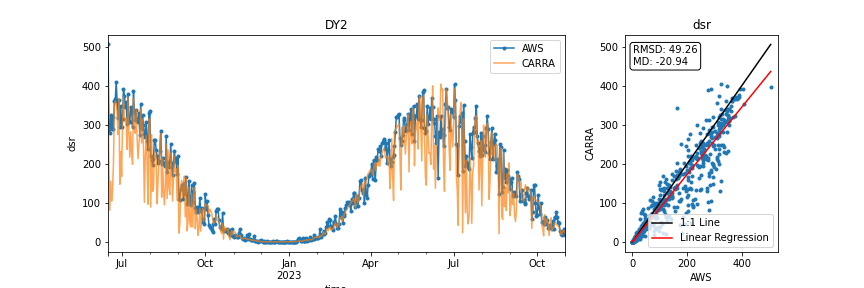 DY2
dsr
500
400
300
200
100
0
dsr
AWS
CARRA
Jul
Oct
Jan
2023
Apr
Jul
Oct
time
dsr
500
400
300
200
100
0
CARRA
RMSD: 49.26
MD: -20.94
1:1 Line
Linear Regression
0
200
400
AWS